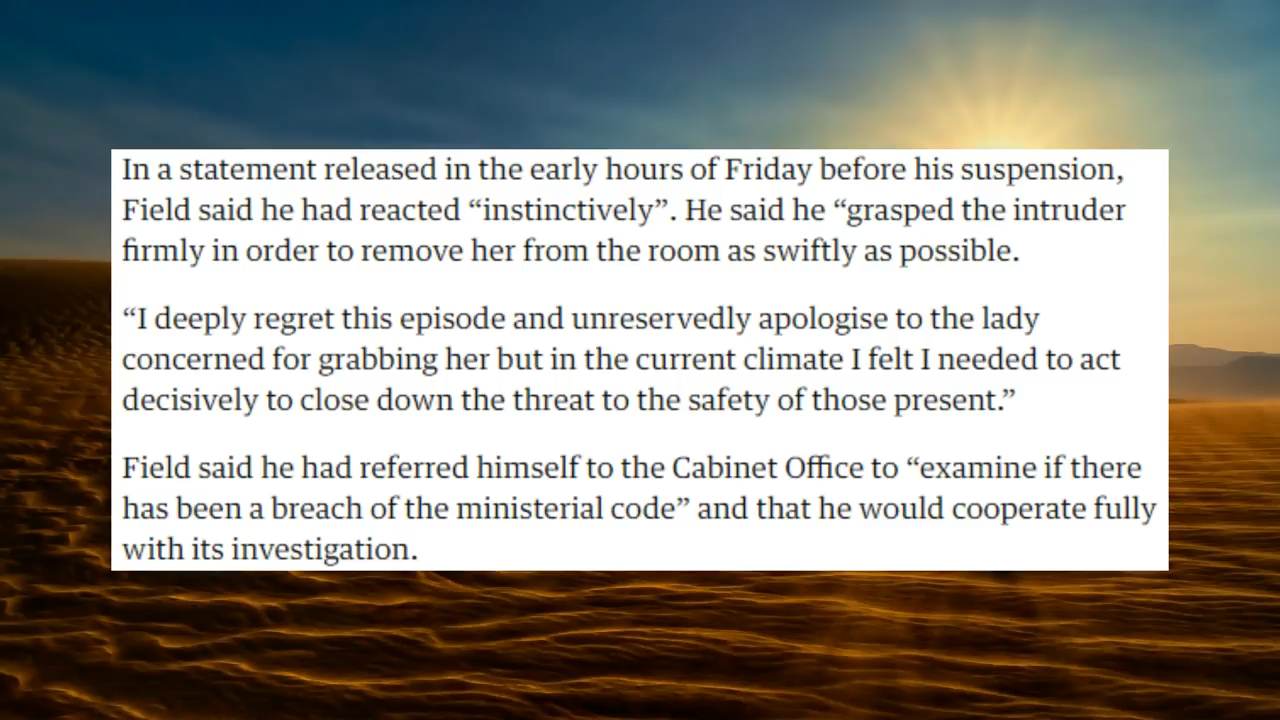 In a statement released in the early hours of Friday before his suspension,
Field said he had reacted “instinctively”. He said he “grasped the intruder
firmly in order to remove her from the room as swiftly as possible.
“I deeply regret this episode and unreservedly apologise to the lady
concerned for grabbing her but in the current climate I felt I needed to act
decisively to close down the threat to the safety of those present.”
Field said he had referred himself to the Cabinet Office to “examine if there
has been a breach of the ministerial code” and that he would cooperate fully
with its investigation.